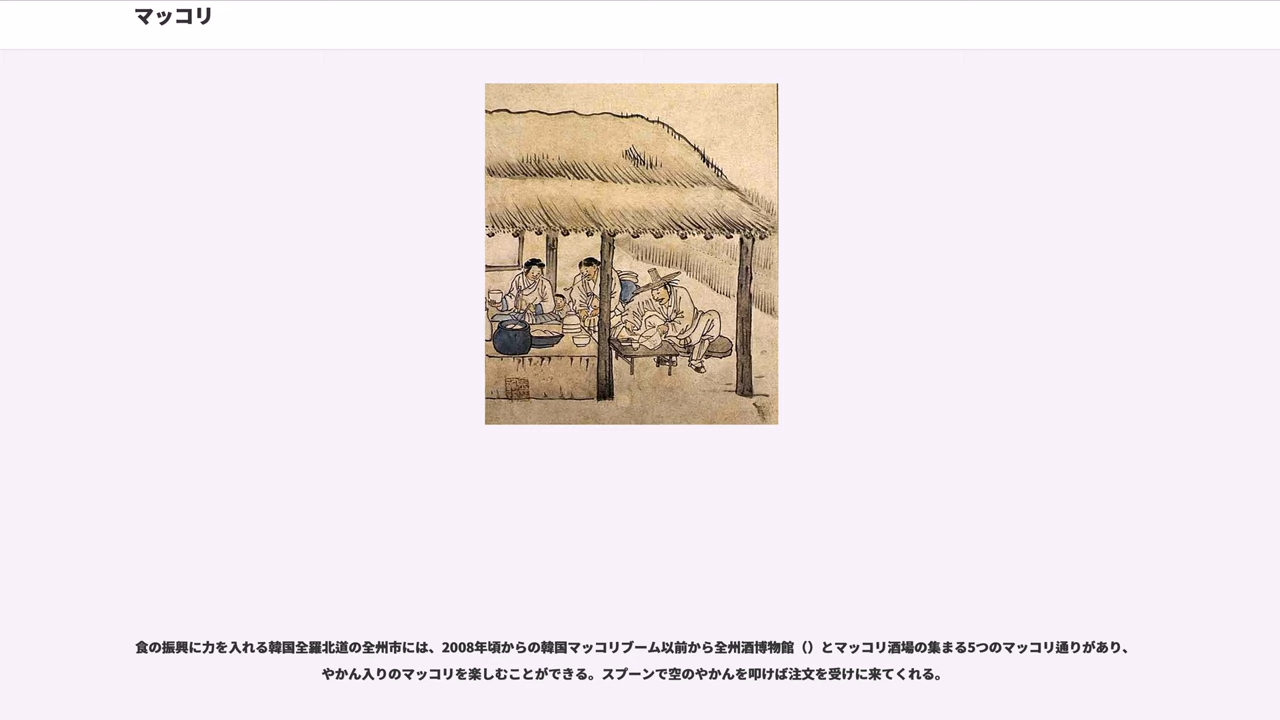 マッコリ
食の振興に力を入れる韓国全羅北道の全州市には、2008年頃からの韓国マッコリブーム以前から全州酒博物館（）とマッコリ酒場の集まる5つのマッコリ通りがあり、
やかん入りのマッコリを楽しむことができる。スプーンで空のやかんを叩けば注文を受けに来てくれる。